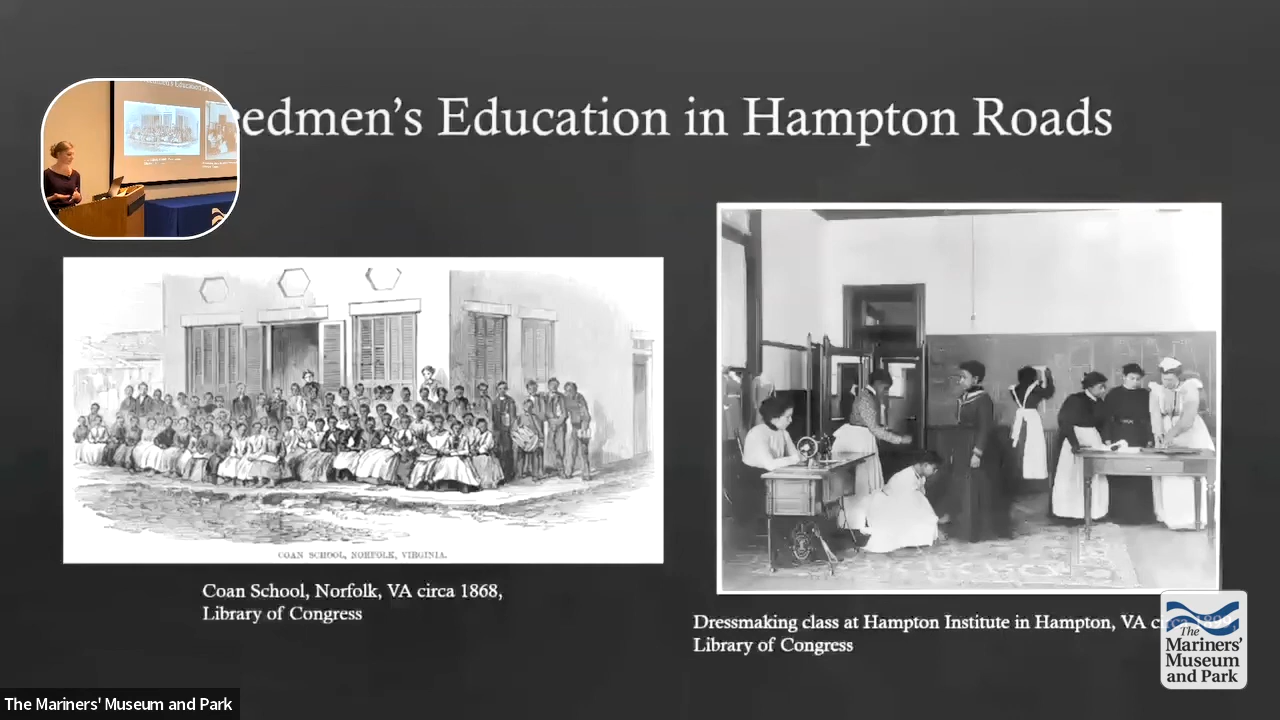 edmen's Education in Hampton Roads
COAN SCHOOL, NORFOLK, VIRGINIA.
Coan School, Norfolk, VA circa 1868,
Library of Congress
Dressmaking class at Hampton Institute in Hampton, VA circa 1899,
Library of Congress
The
Mariners'
Museum
and Park
The Mariners' Museum and Park